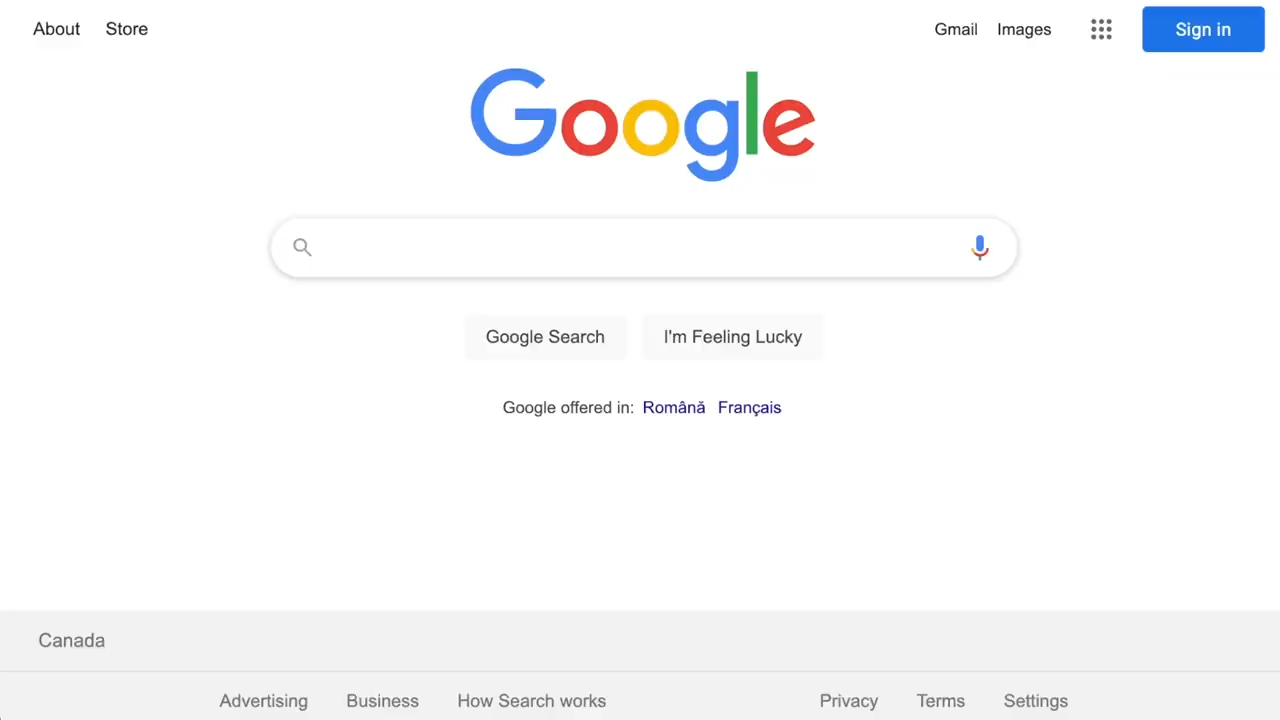 About Store Gmail Images Sign in
Google
Google Search I'm Feeling Lucky
Google offered in: Română Français
Canada
Advertising Business How Search works Privacy Terms Settings